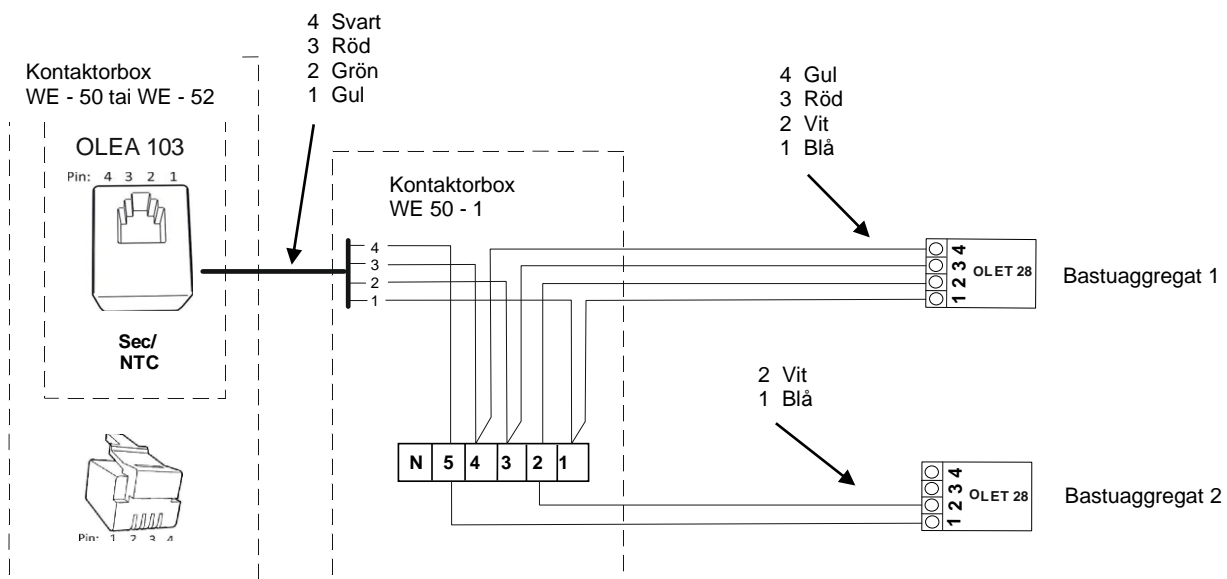 4 Svart
3 Röd
2 Grön
1 Gul
Kontaktorbox
WE - 50 tai WE - 52
OLEA 103
Pin: 4 3 2 1
Sec/
NTC
Pin: 1 2 3 4
Kontaktorbox
WE 50 - 1
4
3
2
1
N 5 4 3 2 1
4 Gul
3 Röd
2 Vit
1 Blå
1 2 3 4
OLET 28
Bastuaggregat 1
2 Vit
1 Blå
1 2 3 4
OLET 28
Bastuaggregat 2